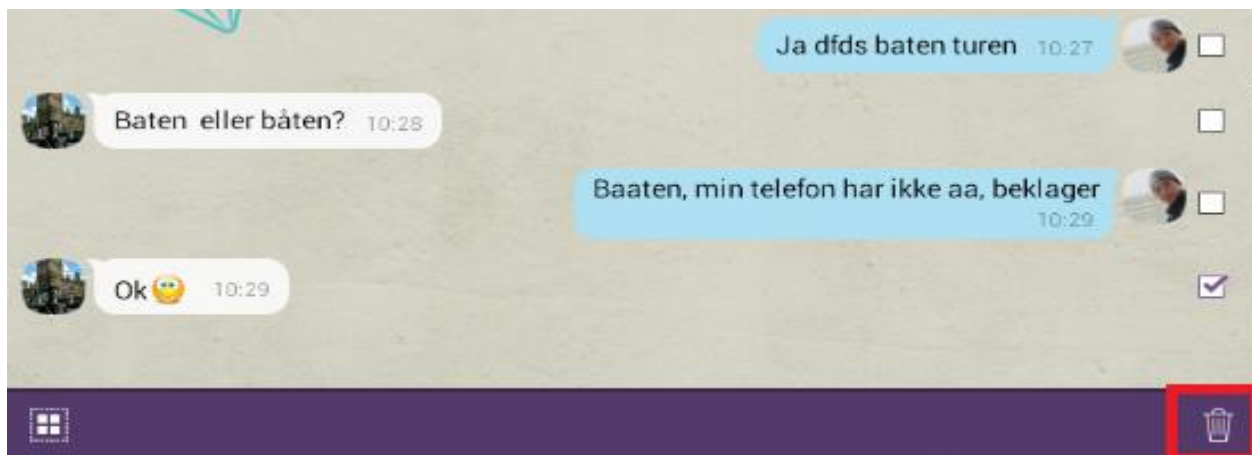 Ja dfds baten turen 10:27
Baten eller båten? 10:28
Baaten, min telefon har ikke aa, beklager
10:29
Ok 10:29